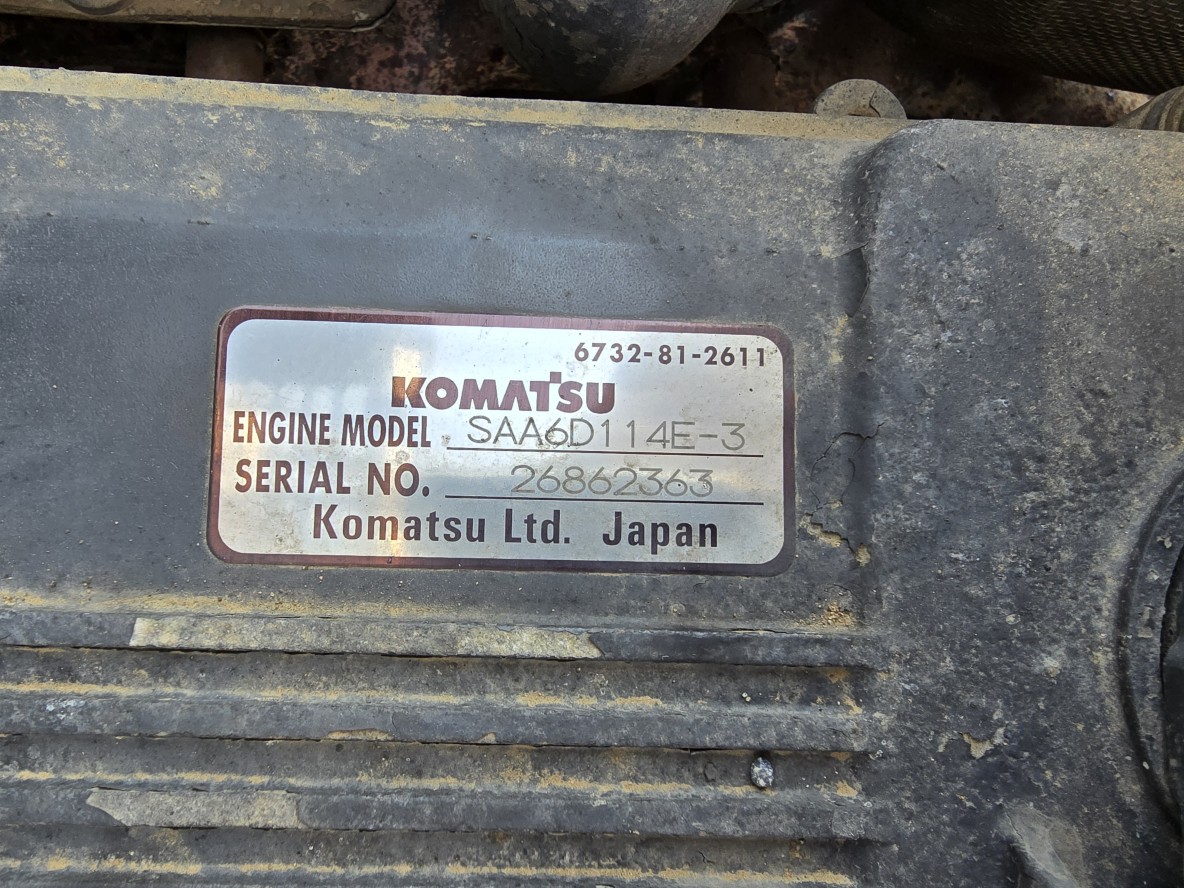 6732-81-2611
KOMATSU
ENGINE MODEL SAA6D114E-3
SERIAL NO. 26862363
Komatsu Ltd. Japan